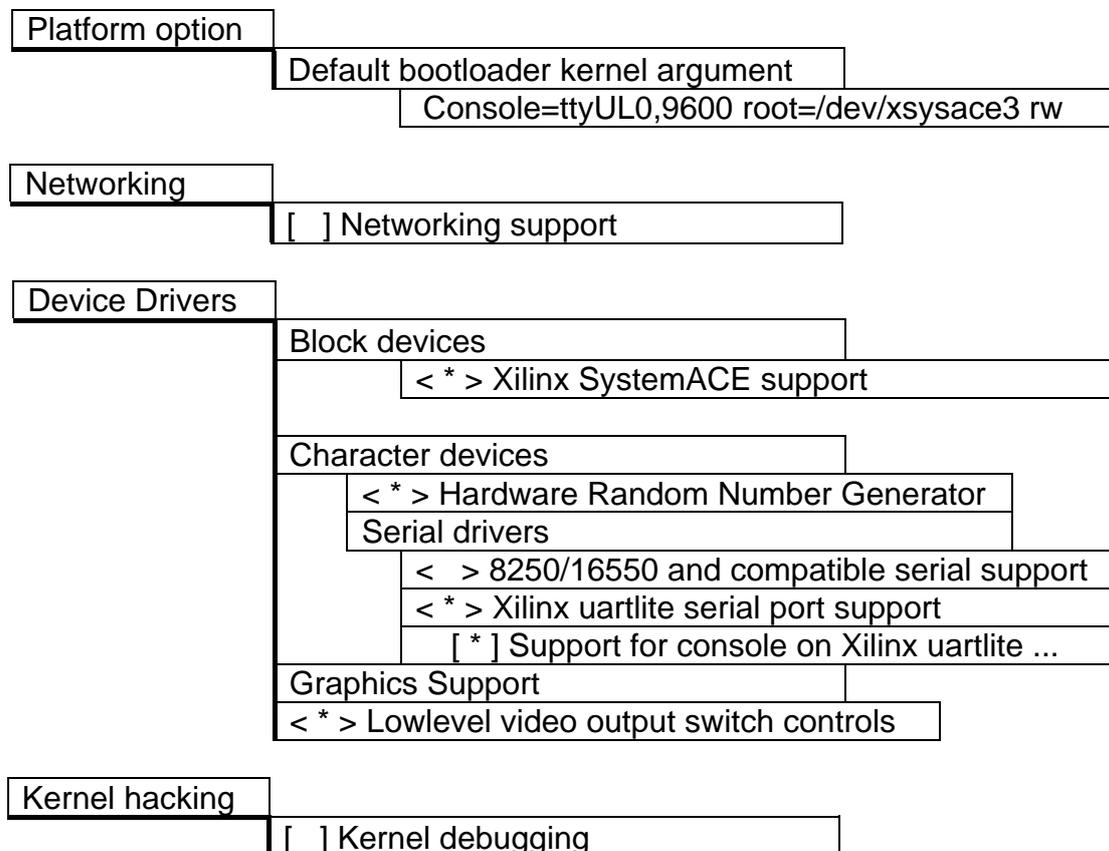 Platform option
Default bootloader kernel argument
Console=ttyUL0,9600 root=/dev/xsysace3 rw
Networking
[   ] Networking support
Device Drivers
Block devices
< * > Xilinx SystemACE support
Character devices
< * > Hardware Random Number Generator
Serial drivers
<   > 8250/16550 and compatible serial support
< * > Xilinx uartlite serial port support
[ * ] Support for console on Xilinx uartlite ...
Graphics Support
< * > Lowlevel video output switch controls
Kernel hacking
[   ] Kernel debugging